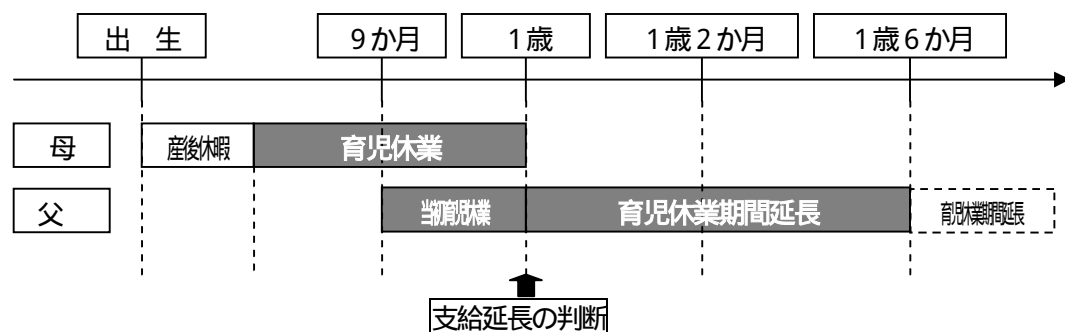 出　生
9か月
1歳
1歳2か月
1歳6か月
母
産後休暇
育児休業
父
当初育児休業
育児休業期間延長
育児休業期間延長
支給延長の判断